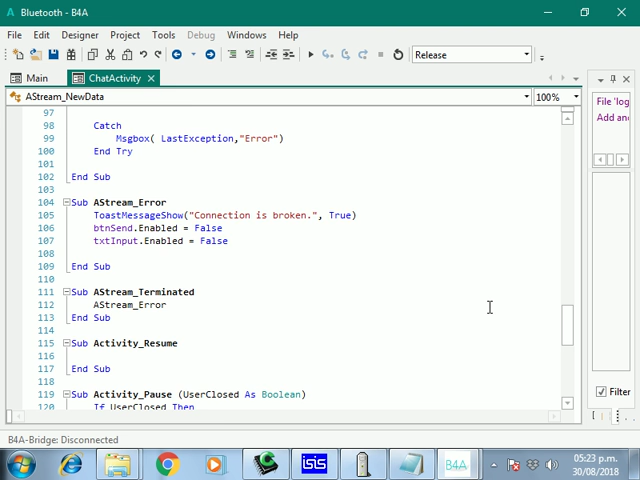 Bluetooth - B4A
File Edit Designer Project Tools Debug Windows Help
Release
Main ChatActivity
AStream_NewData 100%
97
98 Catch
99 Msgbox( LastException,"Error")
100 End Try
101
102 End Sub
103
104 Sub AStream_Error
105 ToastMessageShow("Connection is broken.", True)
106 btnSend.Enabled = False
107 txtInput.Enabled = False
108
109 End Sub
110
111 Sub AStream_Terminated
112 AStream_Error
113 End Sub
114
115 Sub Activity_Resume
116
117 End Sub
118
119 Sub Activity_Pause (UserClosed As Boolean)
120 If UserClosed Then
File 'log
Add an
Filter
B4A-Bridge: Disconnected
isis B4A
05:23 p.m.
30/08/2018